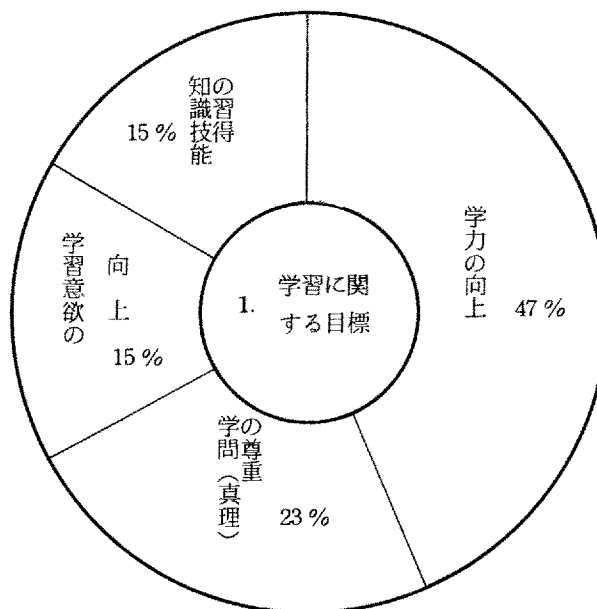 1. 学習に関
する目標
学力の向上
47 %
学問（真理）
の尊重
23 %
学習意欲の
向上
15 %
知識技能
の習得
15 %